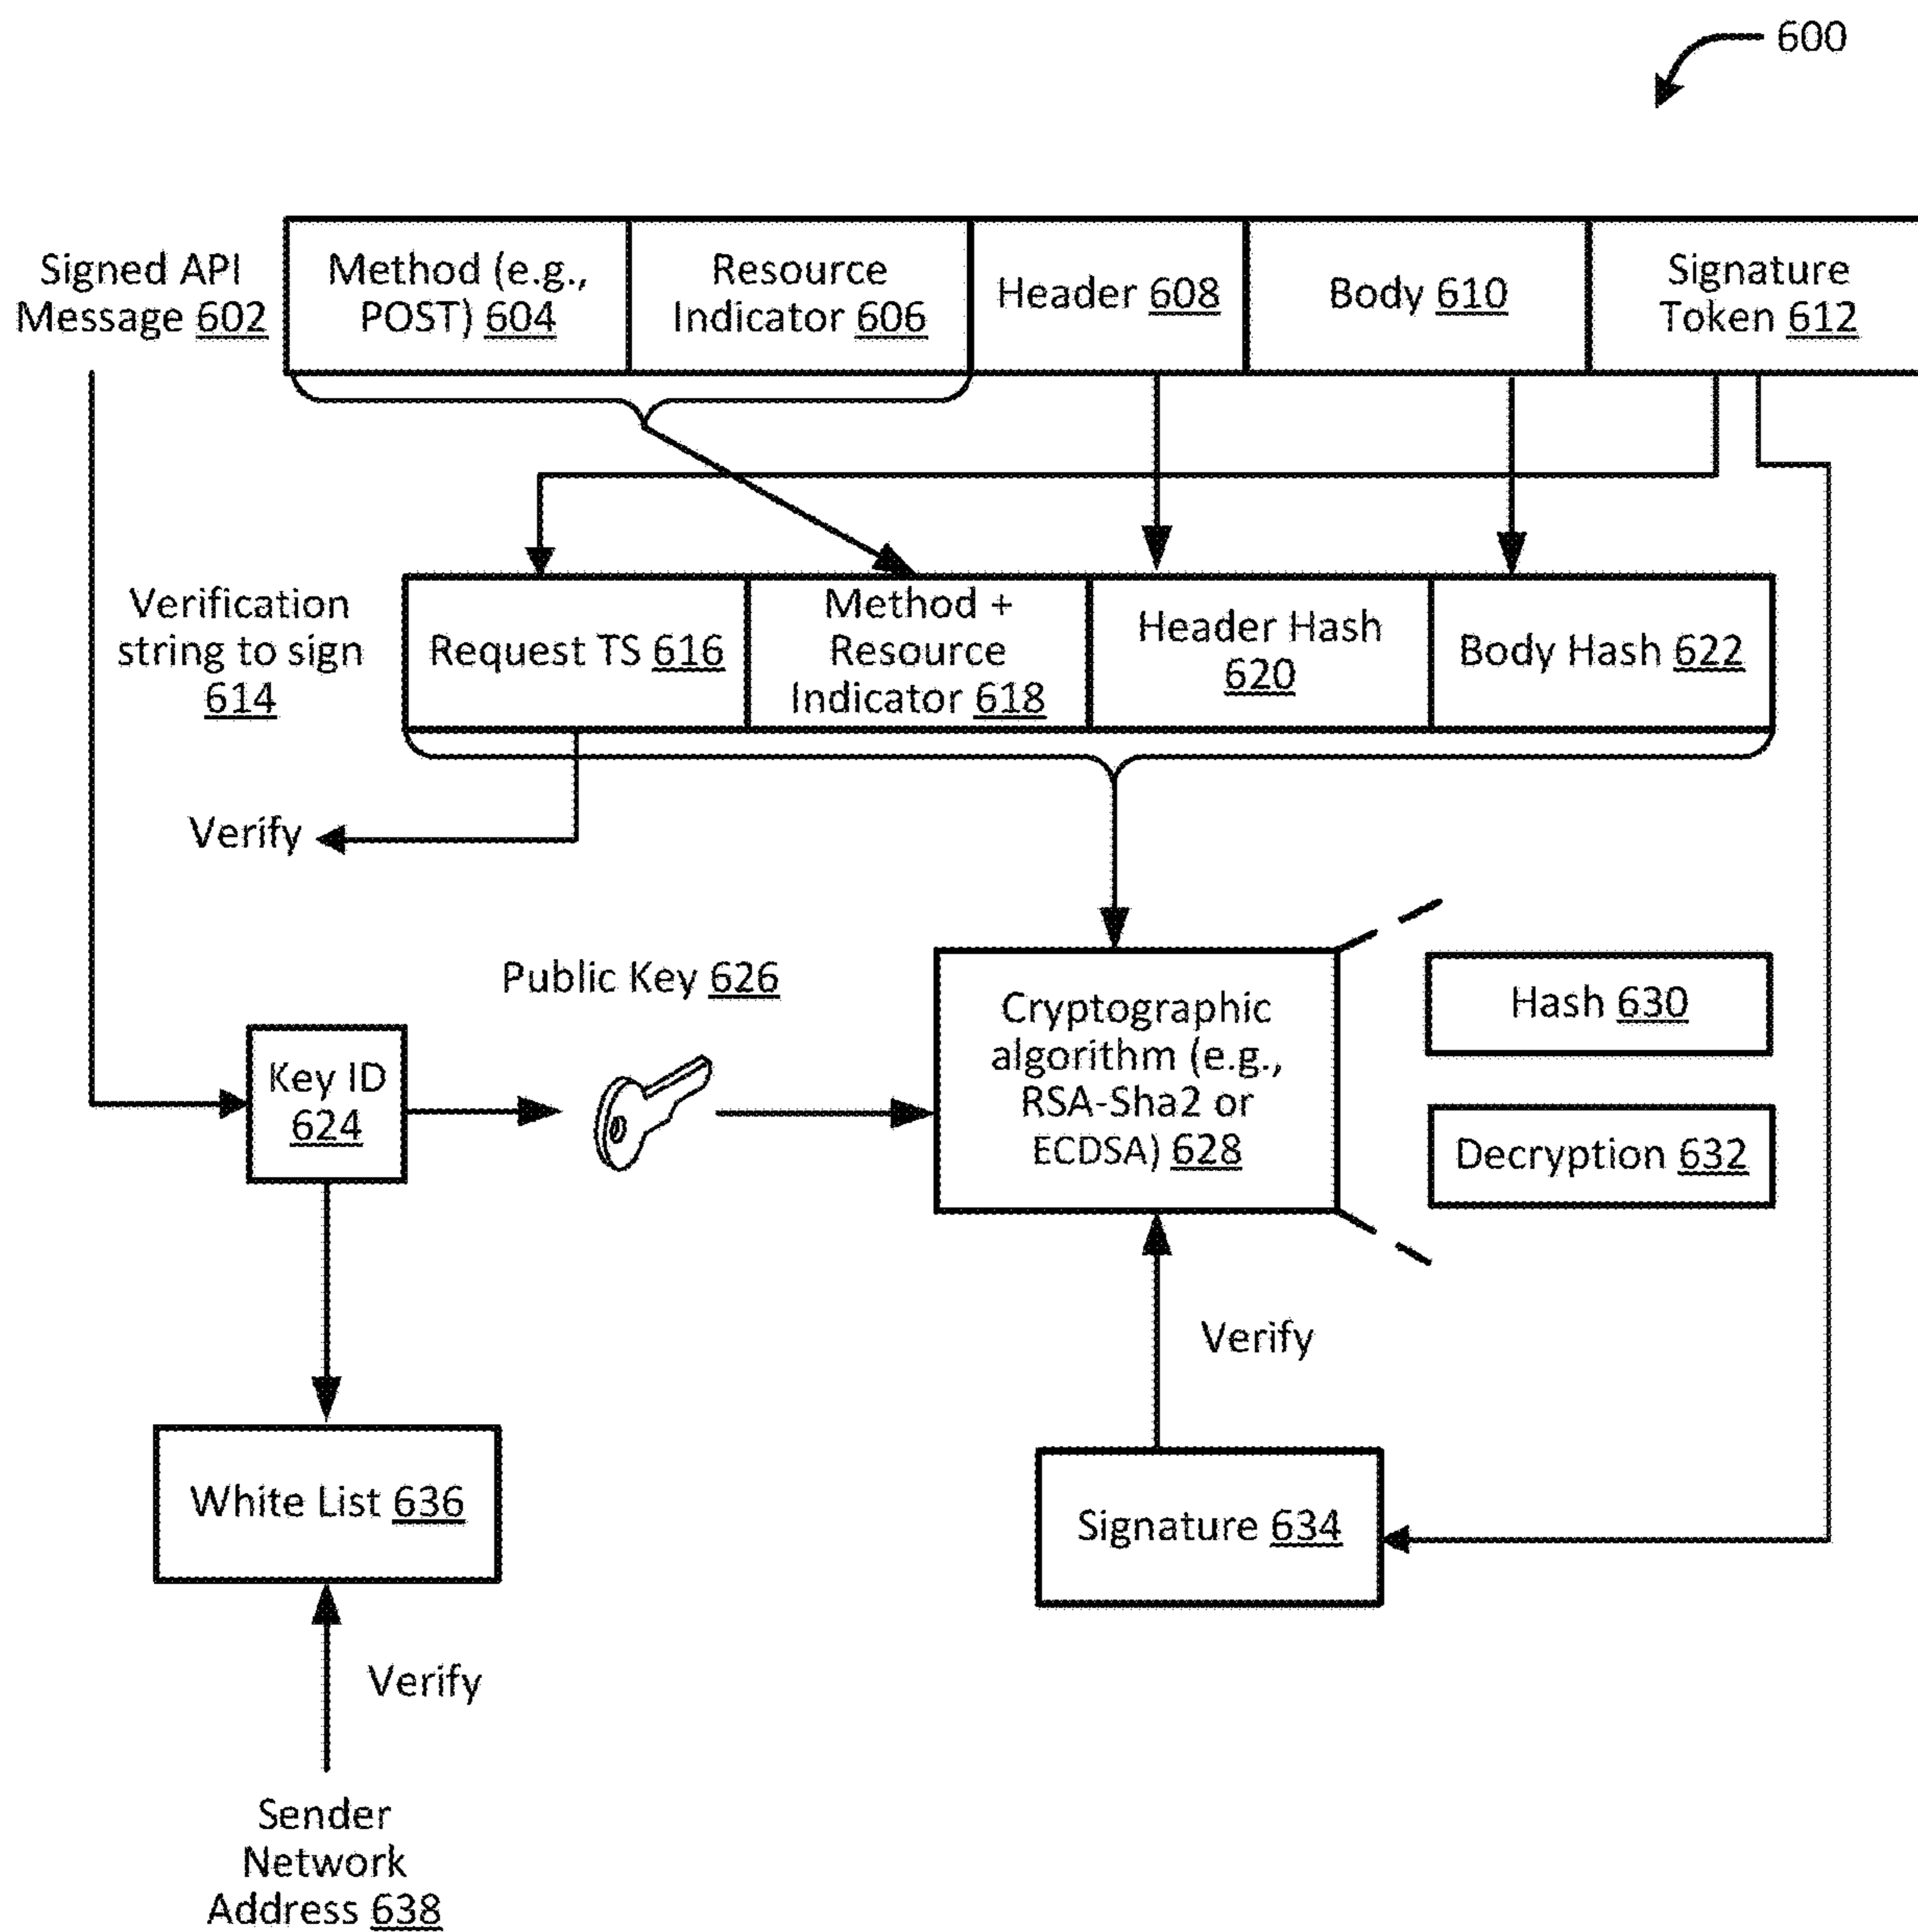 600
Signed API
Message 602
Method (e.g.,
POST) 604
Resource
Indicator 606
Header 608
Body 610
Signature
Token 612
Verification
string to sign
614
Request TS 616
Method +
Resource
Indicator 618
Header Hash
620
Body Hash 622
Verify
Public Key 626
Key ID
624
Cryptographic
algorithm (e.g.,
RSA-Sha2 or
ECDSA) 628
Hash 630
Decryption 632
Verify
White List 636
Signature 634
Verify
Sender
Network
Address 638